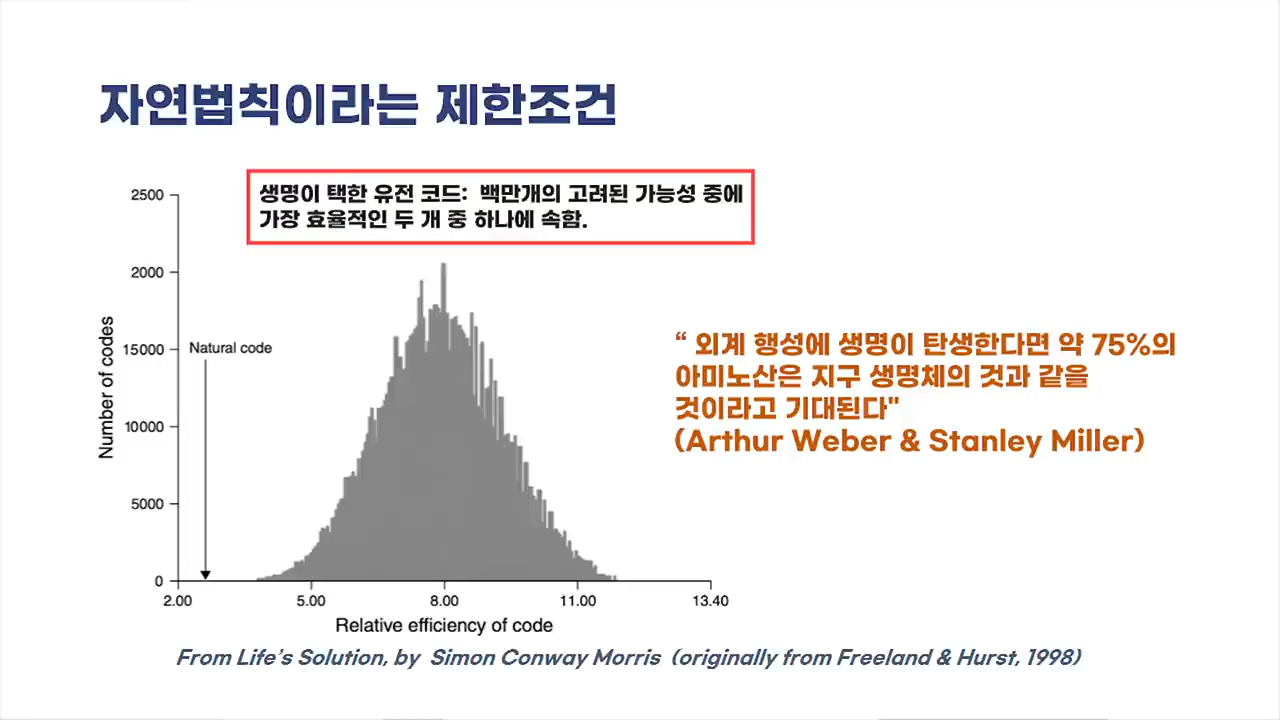 자연법칙이라는 제한조건
생명이 택한 유전 코드: 백만개의 고려된 가능성 중에
가장 효율적인 두 개 중 하나에 속함.
2500
2000
15000
10000
5000
0
Number of codes
Natural code
2.00 5.00 8.00 11.00 13.40
Relative efficiency of code
“ 외계 행성에 생명이 탄생한다면 약 75%의
아미노산은 지구 생명체의 것과 같을
것이라고 기대된다"
(Arthur Weber & Stanley Miller)
From Life's Solution, by Simon Conway Morris (originally from Freeland & Hurst, 1998)